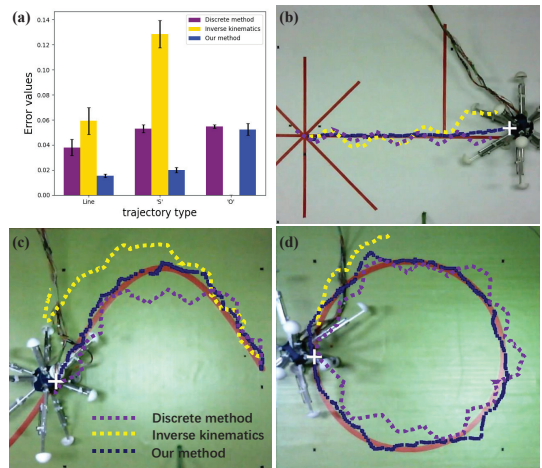 (a)
Discrete method
Inverse kinematics
Our method
0.14
0.12
0.10
0.08
0.06
0.04
0.02
0.00
Error values
Line
'S'
'O'
trajectory type
(b)
(c)
Discrete method
Inverse kinematics
Our method
(d)